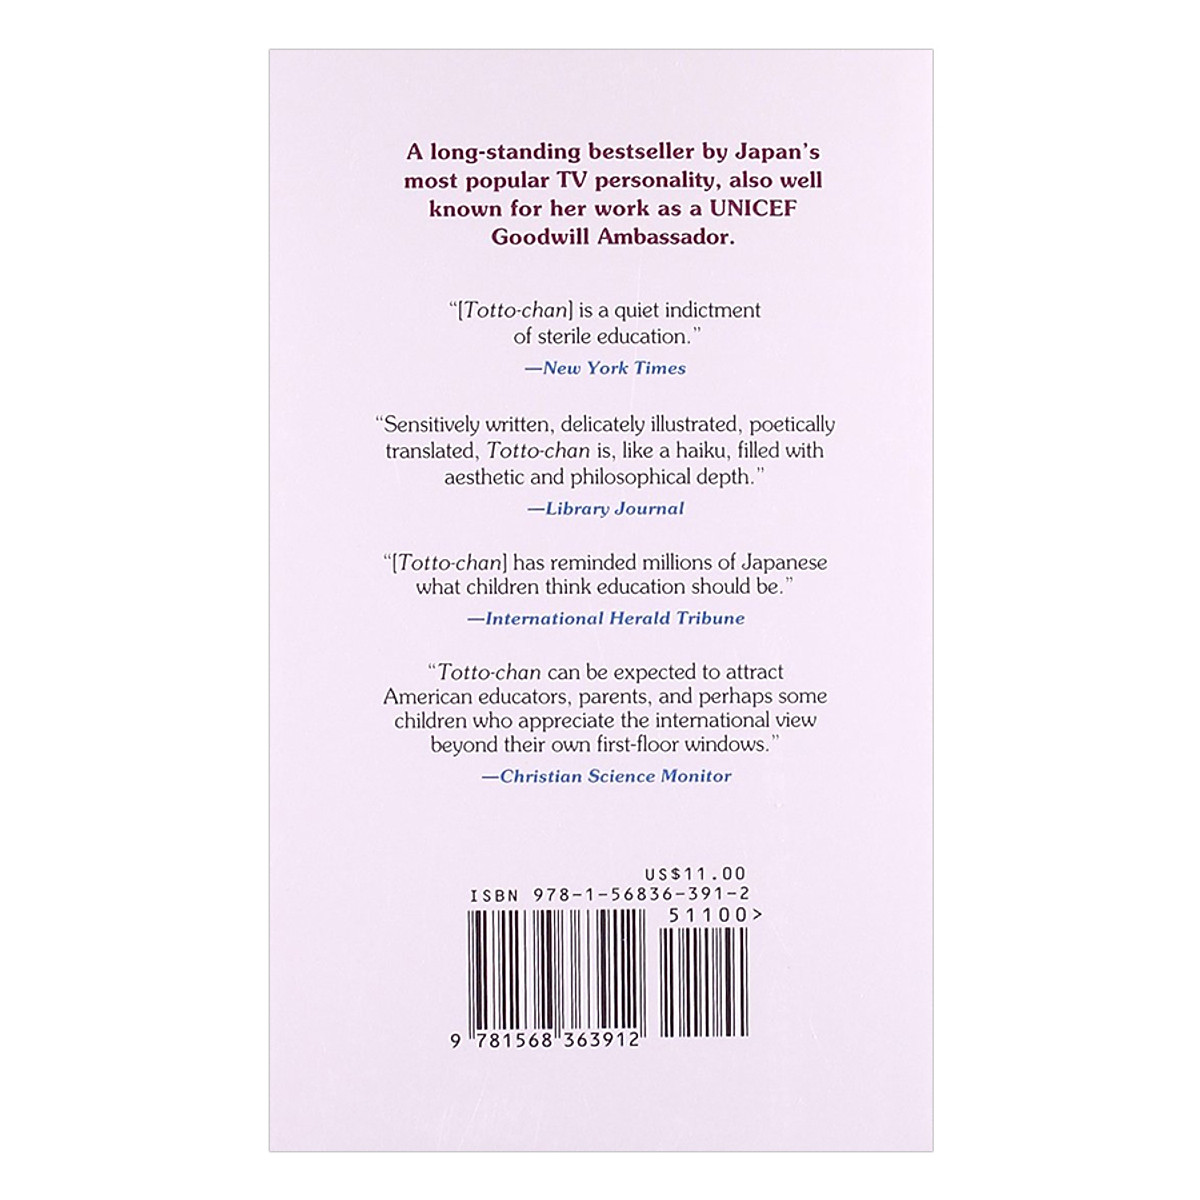 A long-standing bestseller by Japan's
most popular TV personality, also well
known for her work as a UNICEF
Goodwill Ambassador.
“[Totto-chan] is a quiet indictment
of sterile education.”
—New York Times
“Sensitively written, delicately illustrated, poetically
translated, Totto-chan is, like a haiku, filled with
aesthetic and philosophical depth.”
—Library Journal
“[Totto-chan] has reminded millions of Japanese
what children think education should be.”
—International Herald Tribune
“Totto-chan can be expected to attract
American educators, parents, and perhaps some
children who appreciate the international view
beyond their own first-floor windows.”
—Christian Science Monitor
US$11.00
ISBN 978-1-56836-391-2
51100>
9 781568 363912